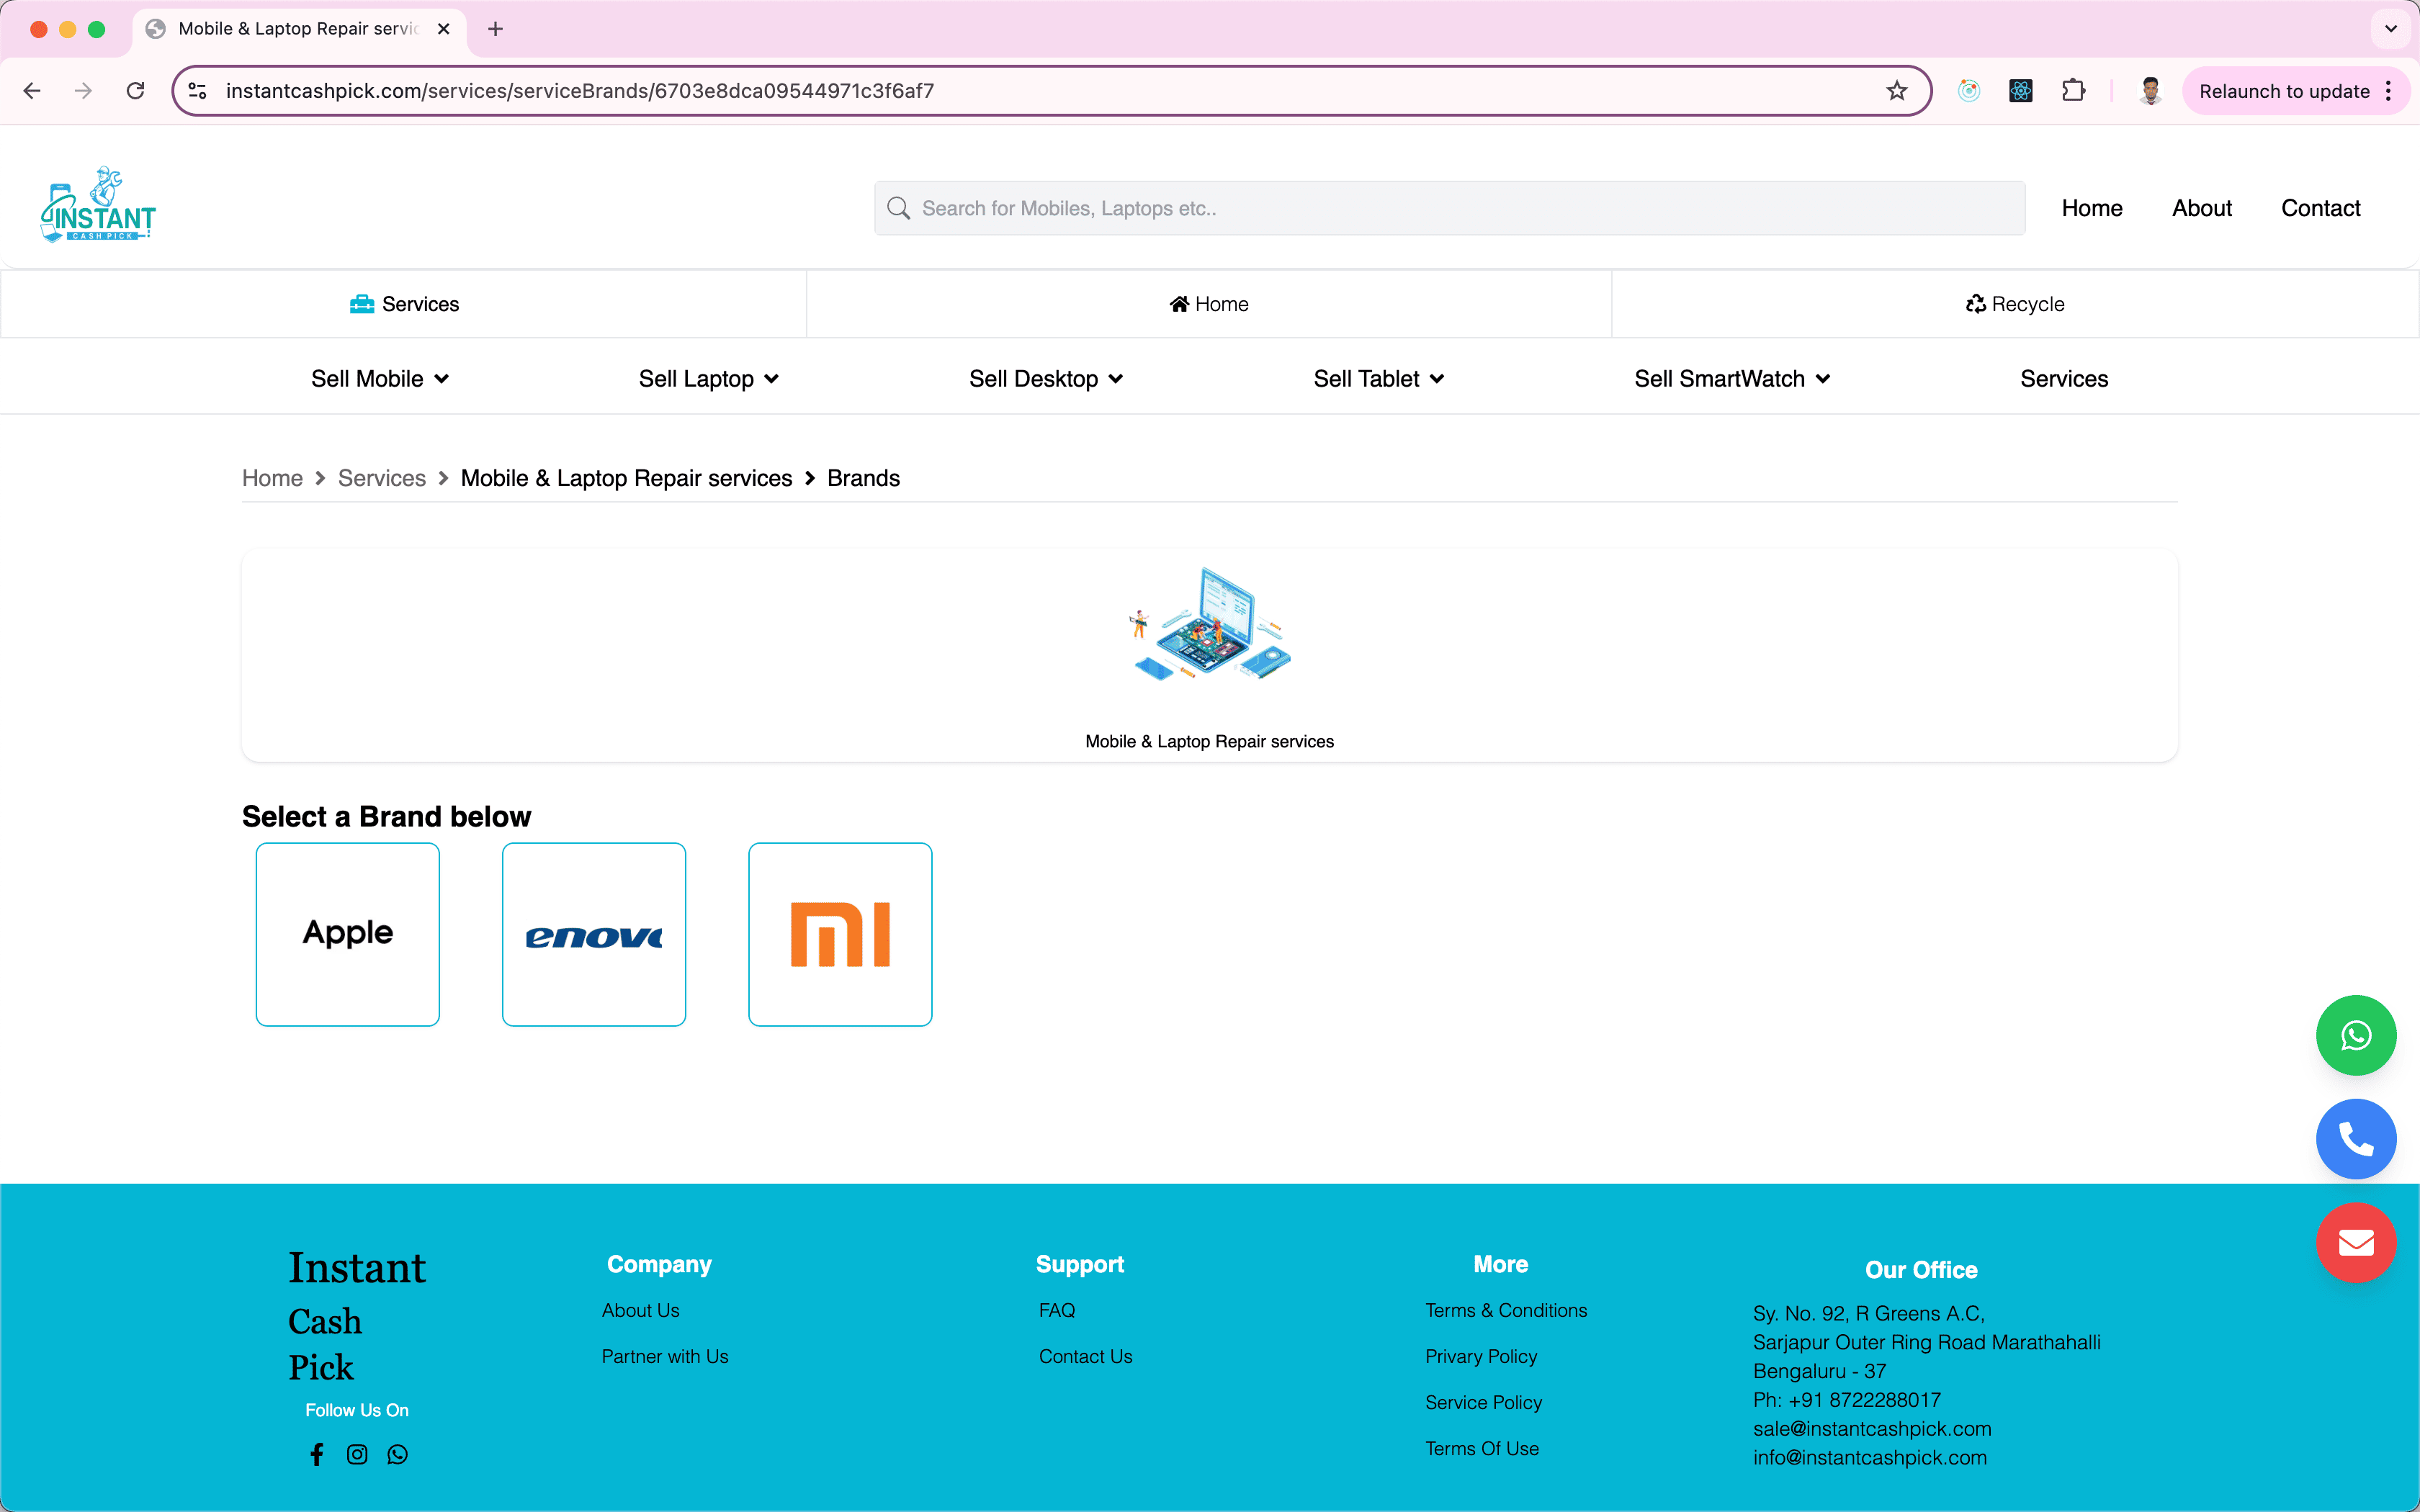 Mobile & Laptop Repair servic
instantcashpick.com/services/serviceBrands/6703e8dca09544971c3f6af7
Relaunch to update
INSTANT
CASH PICK
Search for Mobiles, Laptops etc..
Home
About
Contact
Services
Home
Recycle
Sell Mobile
Sell Laptop
Sell Desktop
Sell Tablet
Sell SmartWatch
Services
Home
Services
Mobile & Laptop Repair services
Brands
Mobile & Laptop Repair services
Select a Brand below
Apple
enovo
mi
Instant
Cash
Pick
Follow Us On
Company
About Us
Partner with Us
Support
FAQ
Contact Us
More
Terms & Conditions
Privary Policy
Service Policy
Terms Of Use
Our Office
Sy. No. 92, R Greens A.C,
Sarjapur Outer Ring Road Marathahalli
Bengaluru - 37
Ph: +91 8722288017
sale@instantcashpick.com
info@instantcashpick.com